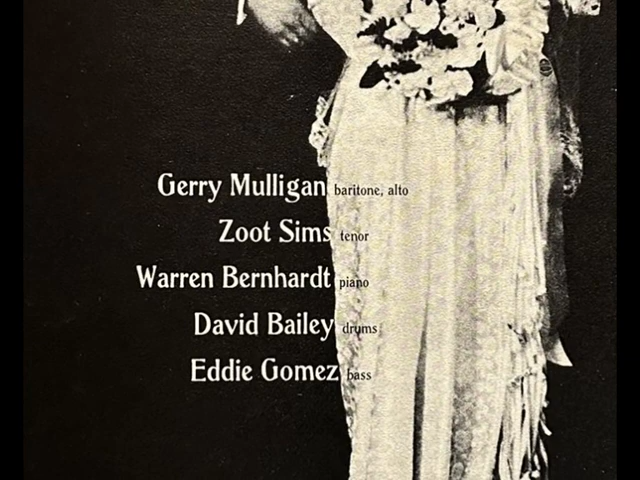 Gerry Mulligan baritone, alto
Zoot Sims tenor
Warren Bernhardt piano
David Bailey drums
Eddie Gomez bass